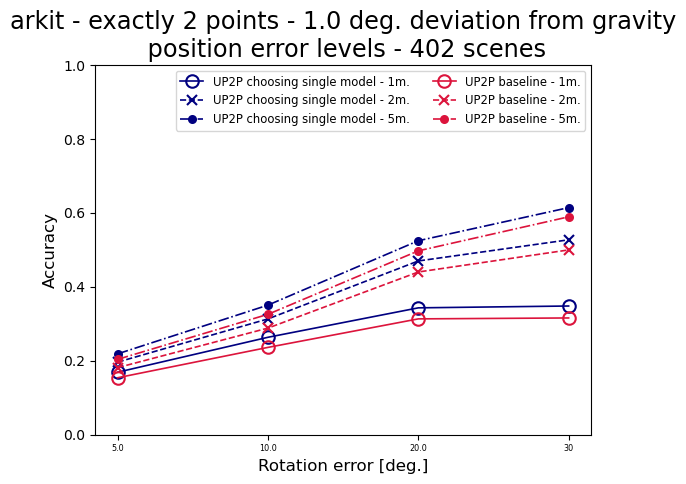 arkit - exactly 2 points - 1.0 deg. deviation from gravity
position error levels - 402 scenes
1.0
0.8
0.6
0.4
0.2
0.0
Accuracy
UP2P choosing single model - 1m.
UP2P choosing single model - 2m.
UP2P choosing single model - 5m.
UP2P baseline - 1m.
UP2P baseline - 2m.
UP2P baseline - 5m.
5.0
10.0
20.0
30
Rotation error [deg.]